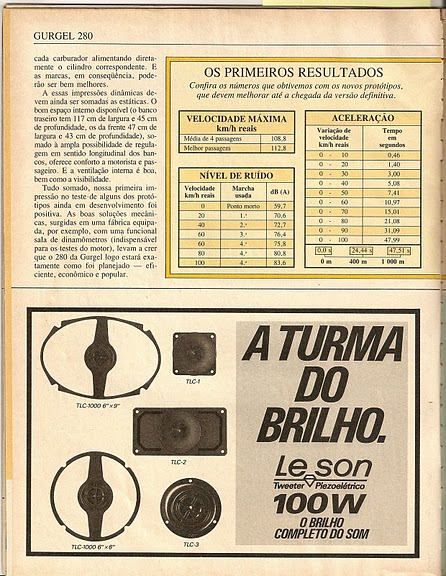 GURGEL 280
cada carburador alimentando direta-
mente o cilindro correspondente. E
as marcas, em conseqüência, pode-
rão ser bem melhores.
A essas impressões dinâmicas de-
vem ainda ser somadas as estáticas. O
bom espaço interno disponível (o banco
traseiro tem 117 cm de largura e 45 cm
de profundidade, os da frente 47 cm de
largura e 43 cm de profundidade), so-
mado à ampla possibilidade de regula-
gem em sentido longitudinal dos ban-
cos, oferece conforto a motorista e pas-
sageiro. E a ventilação interna é boa,
bem como a visibilidade.
Tudo somado, nossa primeira im-
pressão no teste de alguns dos protó-
tipos ainda em desenvolvimento foi
positiva. As boas soluções mecâni-
cas, surgidas em uma fábrica equipa-
da, por exemplo, com uma funcional
sala de dinamômetros (indispensável
para os testes do motor), levam a crer
que o 280 da Gurgel logo estará exa-
tamente como foi planejado — efi-
ciente, econômico e popular.
OS PRIMEIROS RESULTADOS
Confira os números que obtivemos com os novos protótipos,
que devem melhorar até a chegada da versão definitiva.
VELOCIDADE MÁXIMA
km/h reais
Média de 4 passagens 108,8
Melhor passagem 112,8
NÍVEL DE RUÍDO
Velocidade km/h reais Marcha usada dB (A)
0 Ponto morto 59,7
20 1.ª 70,6
40 2.ª 72,7
60 3.ª 76,4
60 4.ª 75,8
80 4.ª 80,8
100 4.ª 83,6
ACELERAÇÃO
Variação de velocidade km/h reais Tempo em segundos
0 - 10 0,46
0 - 20 1,40
0 - 30 3,00
0 - 40 5,08
0 - 50 7,41
0 - 60 10,97
0 - 70 15,01
0 - 80 21,08
0 - 90 31,09
0 - 100 47,99
0,0 s 24,44 s 47,51 s
0 m 400 m 1 000 m
TLC-1000 6"x9"
TLC-1
TLC-2
TLC-1000 6"x6"
TLC-3
A TURMA
DO
BRILHO.
Le son
Tweeter Piezoelétrico
100W
O BRILHO
COMPLETO DO SOM